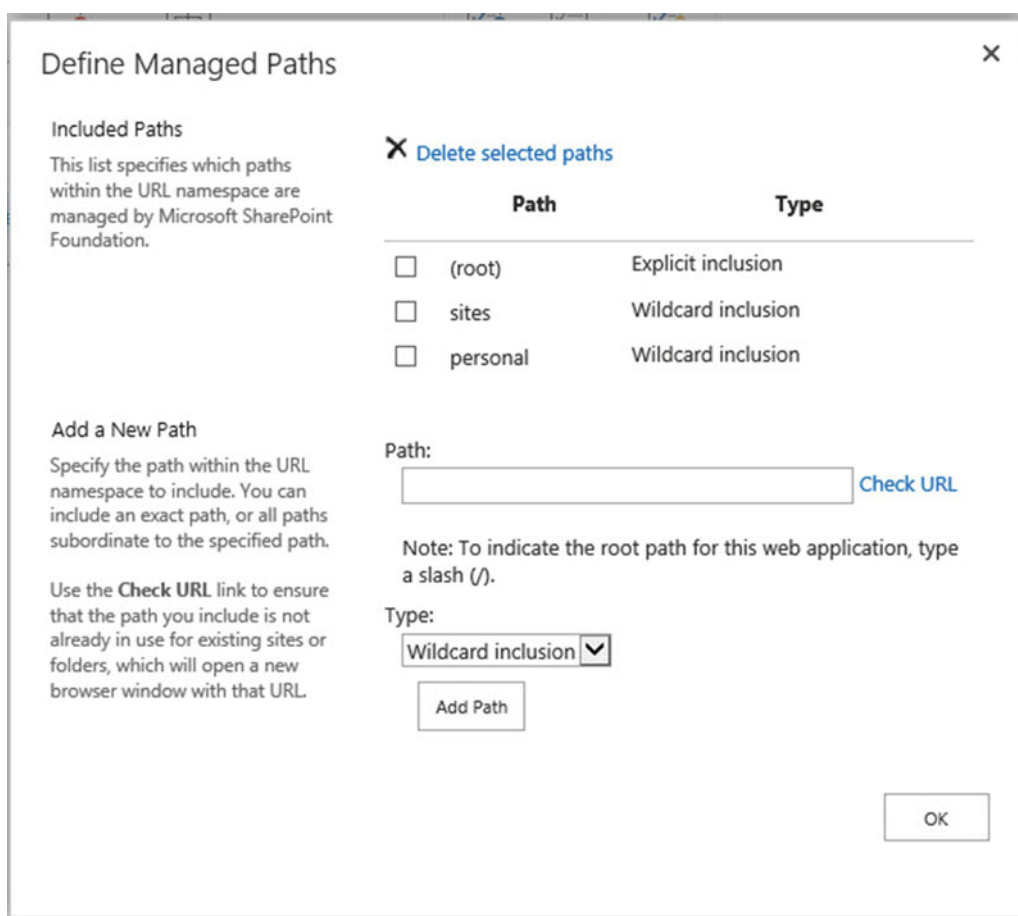 Define Managed Paths
Included Paths
This list specifies which paths
within the URL namespace are
managed by Microsoft SharePoint
Foundation.
Delete selected paths
Path Type
(root) Explicit inclusion
sites Wildcard inclusion
personal Wildcard inclusion
Add a New Path
Specify the path within the URL
namespace to include. You can
include an exact path, or all paths
subordinate to the specified path.
Use the Check URL link to ensure
that the path you include is not
already in use for existing sites or
folders, which will open a new
browser window with that URL.
Path:
Check URL
Note: To indicate the root path for this web application, type
a slash (/).
Type:
Wildcard inclusion
Add Path
OK